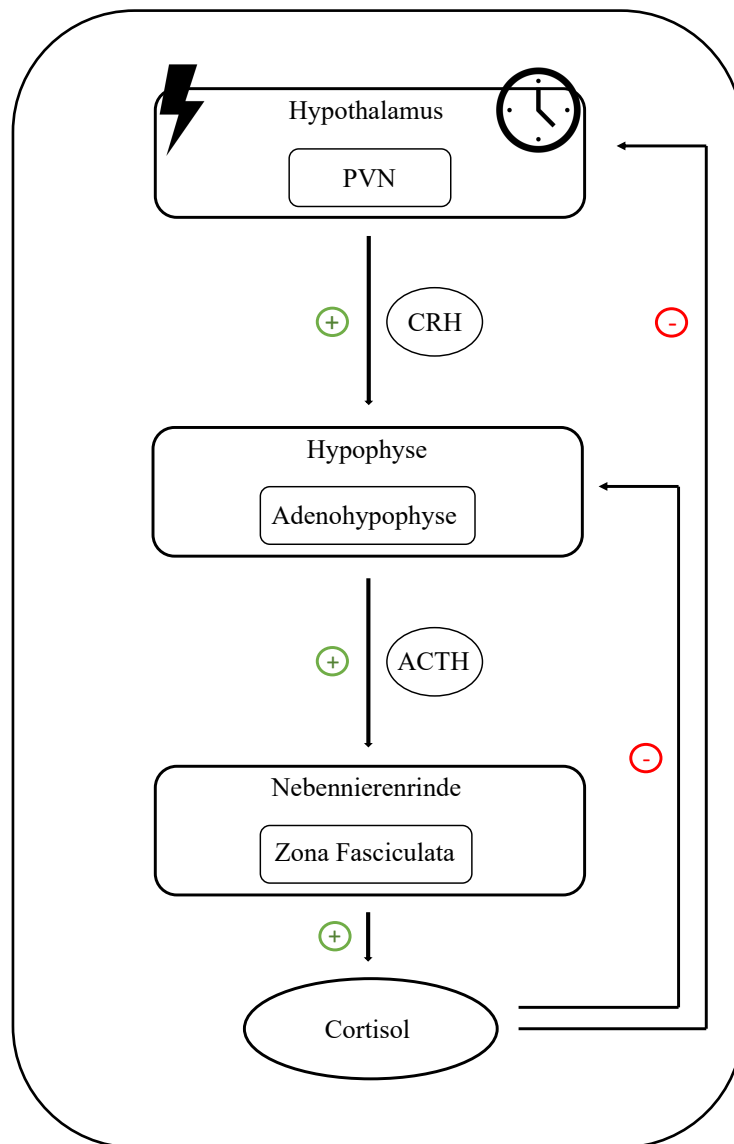 Hypothalamus
PVN
+
CRH
-
Hypophyse
Adenohypophyse
+
ACTH
-
Nebennierenrinde
Zona Fasciculata
+
Cortisol